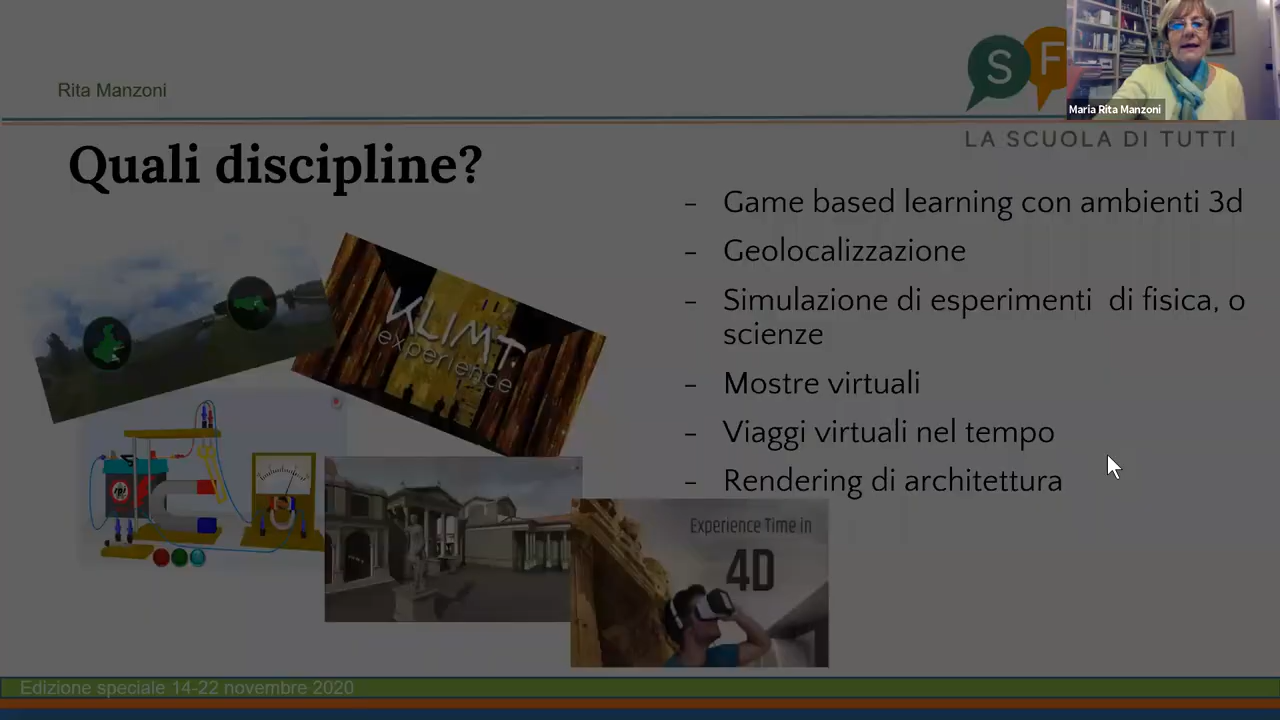 Rita Manzoni
S F
Maria Rita Manzoni
LA SCUOLA DI TUTTI
Quali discipline?
- Game based learning con ambienti 3d
- Geolocalizzazione
- Simulazione di esperimenti di fisica, o
scienze
- Mostre virtuali
- Viaggi virtuali nel tempo
- Rendering di architettura
KLIMT
experience
Experience Time in
4D
Edizione speciale 14-22 novembre 2020